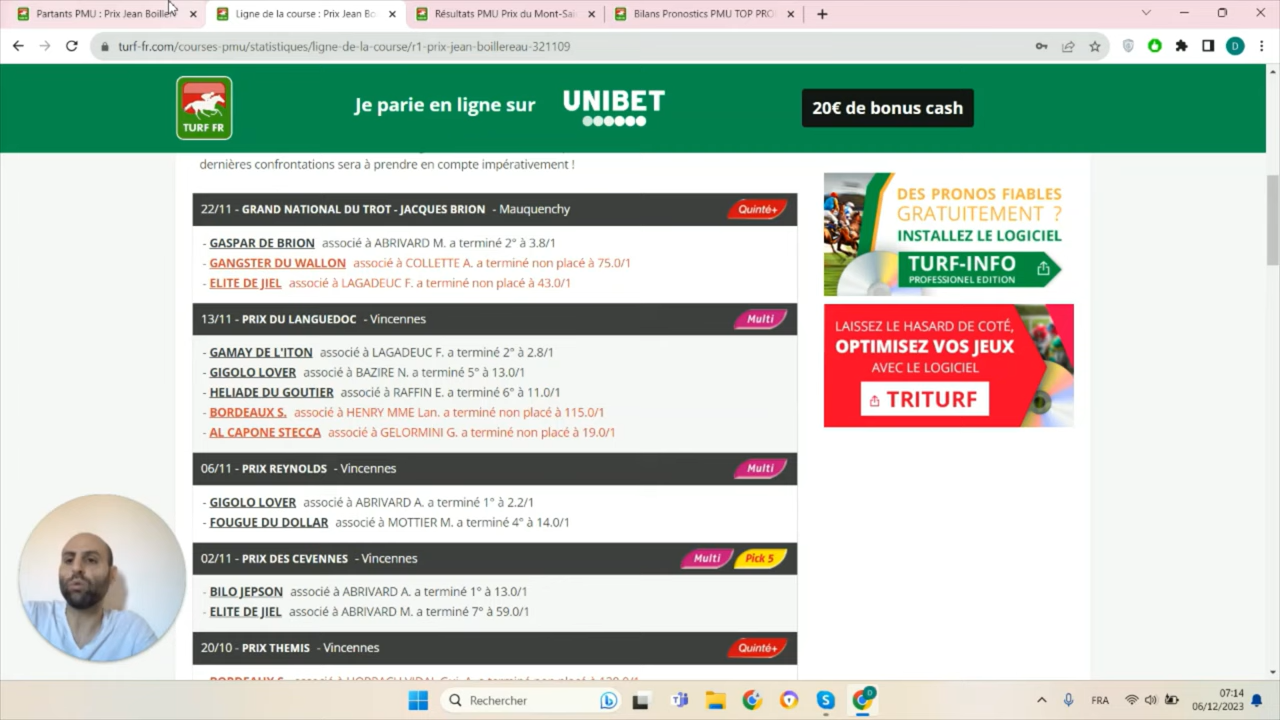 Partants PMU : Prix Jean Boille
Ligne de la course : Prix Jean Bo
Résultats PMU Prix du Mont-Sai
Bilans Pronostics PMU TOP PRO
turf-fr.com/courses-pmu/statistiques/ligne-de-la-course/r1-prix-jean-boillereau-321109
D
TURF FR
Je parie en ligne sur
UNIBET
20€ de bonus cash
dernières confrontations sera à prendre en compte impérativement !
22/11 - GRAND NATIONAL DU TROT - JACQUES BRION - Mauquenchy
Quinté+
- GASPAR DE BRION associé à ABRIVARD M. a terminé 2° à 3.8/1
- GANGSTER DU WALLON associé à COLLETTE A. a terminé non placé à 75.0/1
- ELITE DE JIEL associé à LAGADEUC F. a terminé non placé à 43.0/1
13/11 - PRIX DU LANGUEDOC - Vincennes
Multi
- GAMAY DE L'ITON associé à LAGADEUC F. a terminé 2° à 2.8/1
- GIGOLO LOVER associé à BAZIRE N. a terminé 5° à 13.0/1
- HELIADE DU GOUTIER associé à RAFFIN E. a terminé 6° à 11.0/1
- BORDEAUX S. associé à HENRY MME Lan. a terminé non placé à 115.0/1
- AL CAPONE STECCA associé à GELORMINI G. a terminé non placé à 19.0/1
06/11 - PRIX REYNOLDS - Vincennes
Multi
- GIGOLO LOVER associé à ABRIVARD A. a terminé 1° à 2.2/1
- FOUGUE DU DOLLAR associé à MOTTIER M. a terminé 4° à 14.0/1
02/11 - PRIX DES CEVENNES - Vincennes
Multi
Pick 5
- BILO JEPSON associé à ABRIVARD A. a terminé 1° à 13.0/1
- ELITE DE JIEL associé à ABRIVARD M. a terminé 7° à 59.0/1
20/10 - PRIX THEMIS - Vincennes
Quinté+
DES PRONOS FIABLES
GRATUITEMENT ?
INSTALLEZ LE LOGICIEL
TURF-INFO
PROFESSIONEL EDITION
LAISSEZ LE HASARD DE COTÉ,
OPTIMISEZ VOS JEUX
AVEC LE LOGICIEL
TRITURF
Rechercher
FRA
07:14
06/12/2023